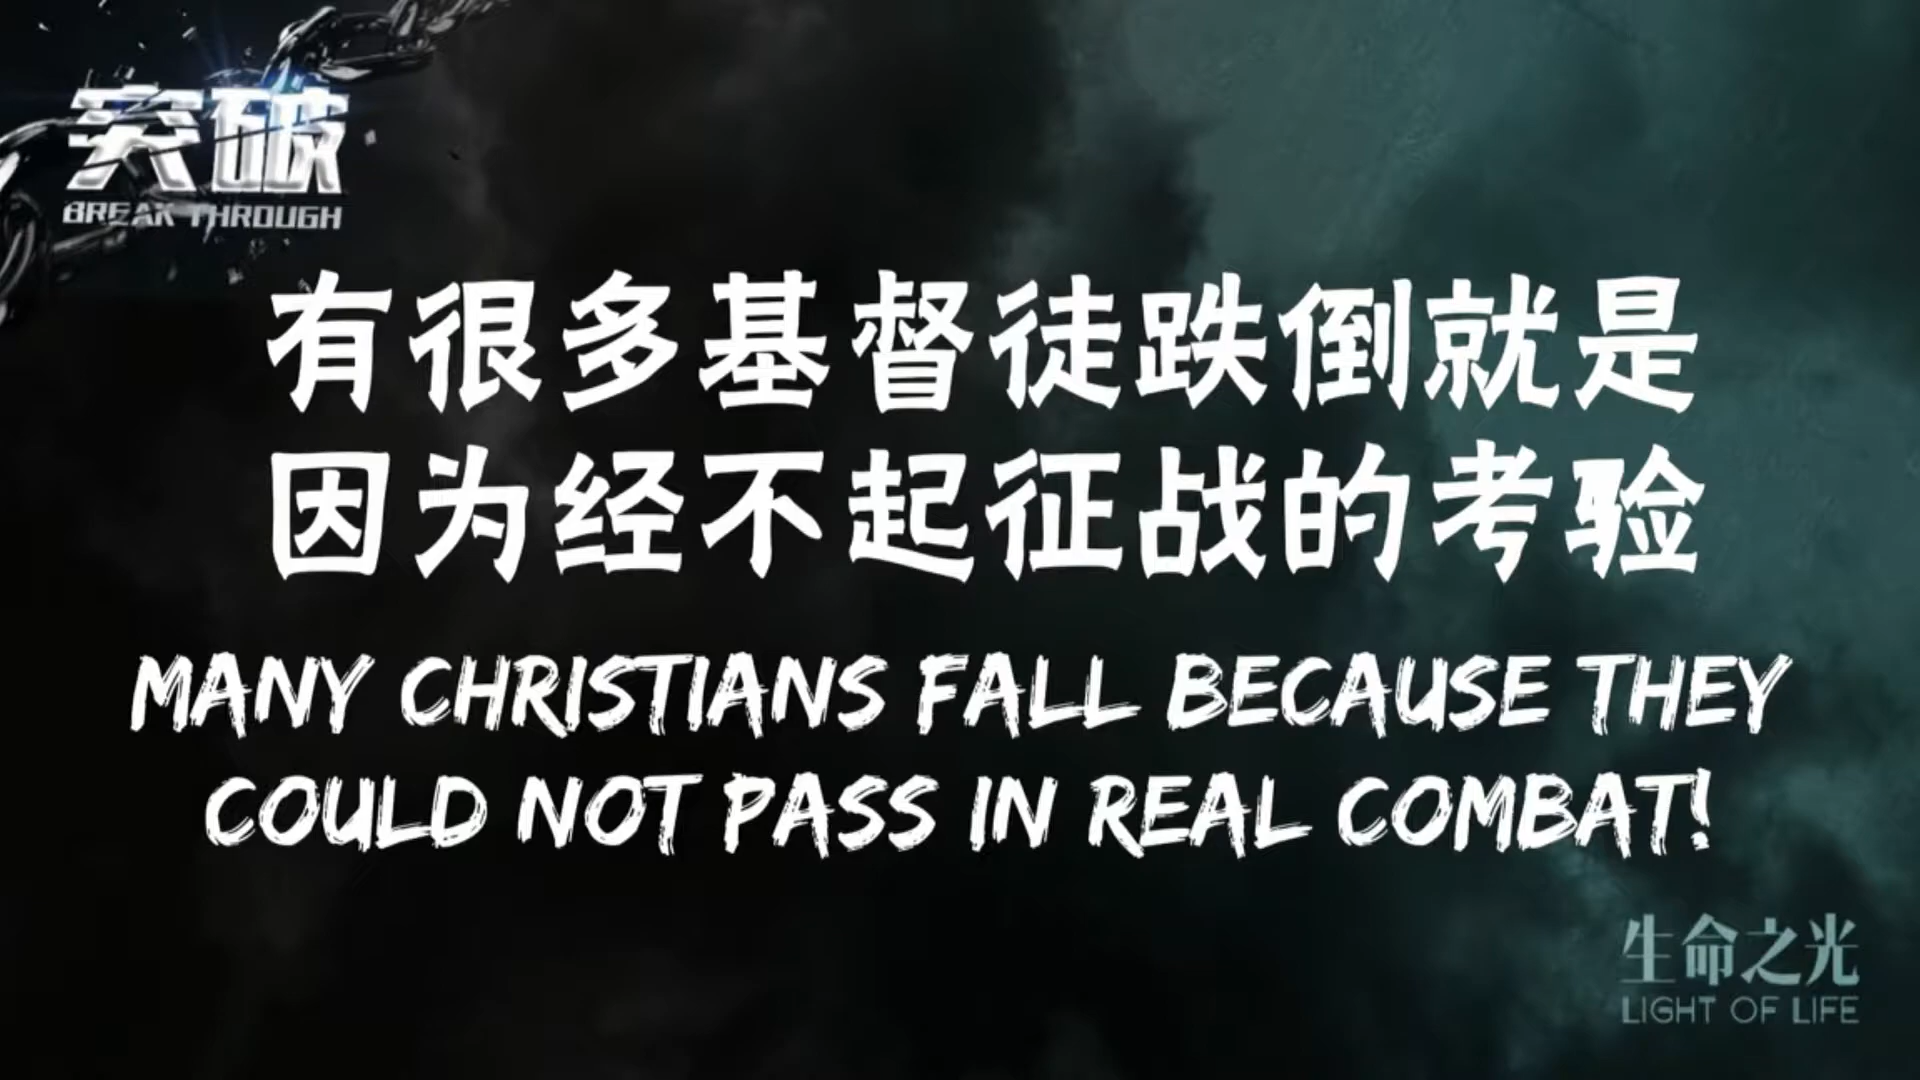 突破
BREAK THROUGH
有很多基督徒跌倒就是
因为经不起征战的考验
MANY CHRISTIANS FALL BECAUSE THEY
COULD NOT PASS IN REAL COMBAT!
生命之光
LIGHT OF LIFE